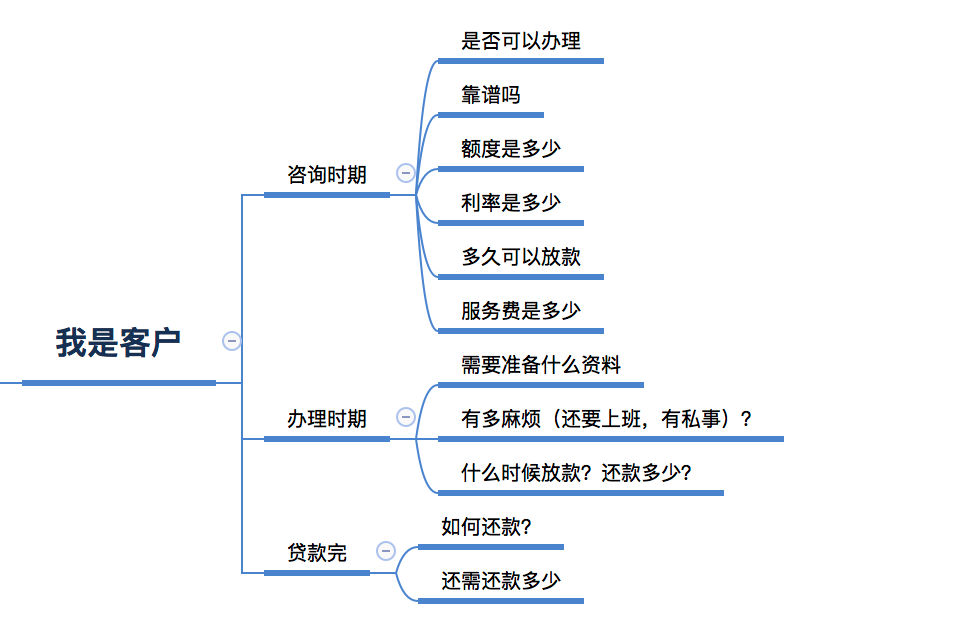 是否可以办理
靠谱吗
额度是多少
咨询时期
利率是多少
多久可以放款
服务费是多少
我是客户
需要准备什么资料
办理时期
有多麻烦（还要上班，有私事）?
什么时候放款? 还款多少?
如何还款?
贷款完
还需还款多少